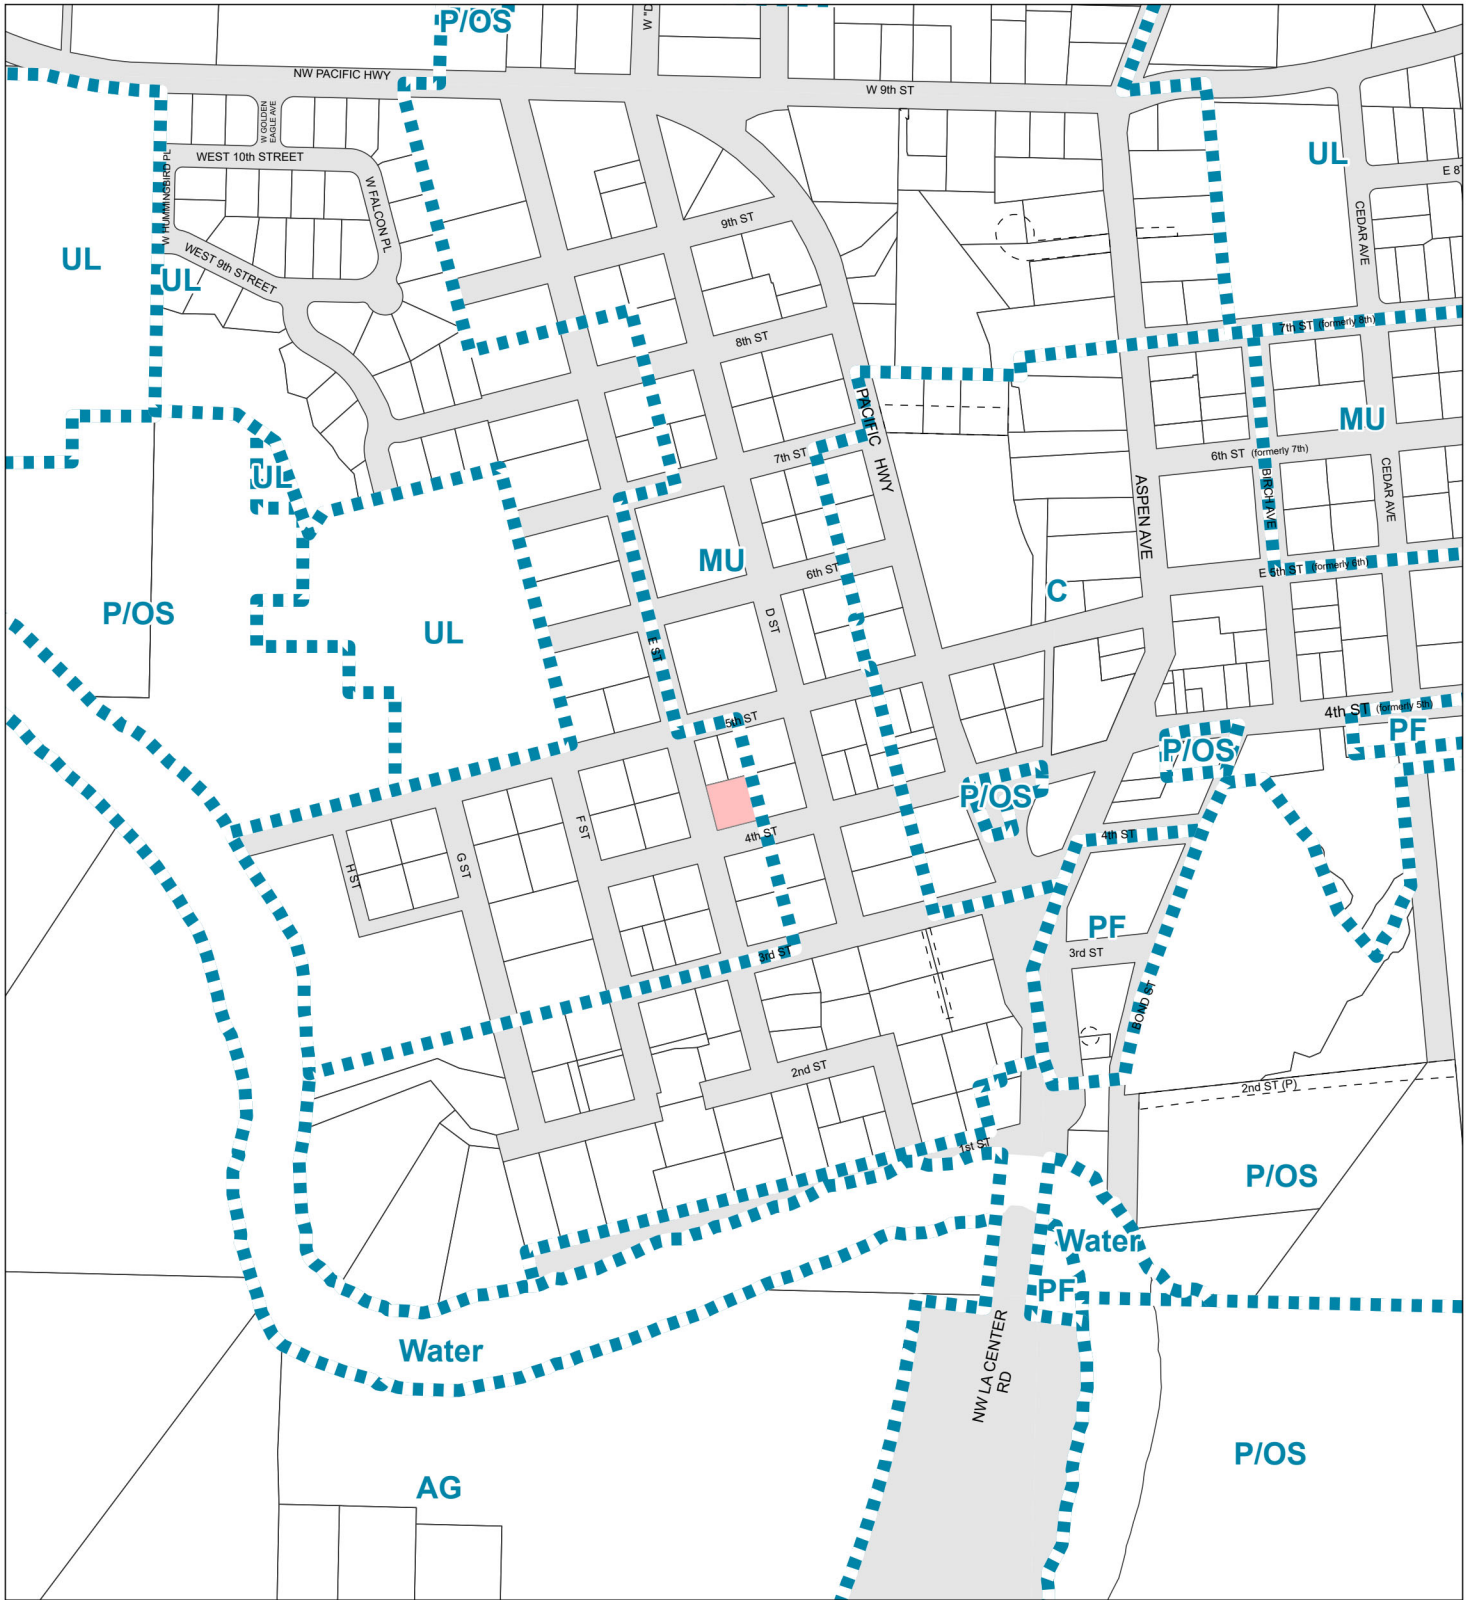 P/OS
W "D
NW PACIFIC HWY
W 9th ST
W GOLDEN
EAGLE AVE
WEST 10th STREET
W HUMMINGBIRD PL
W FALCON PL
UL
E 8
9th ST
CEDAR AVE
UL
UL
WEST 9th STREET
7th ST (formerly 8th)
8th ST
PACIFIC HWY
MU
6th ST (formerly 7th)
7th ST
UL
BIRCH AVE
CEDAR AVE
ASPEN AVE
MU
6th ST
E 5th ST (formerly 6th)
C
P/OS
UL
D ST
E ST
5th ST
4th ST (formerly 5th)
PF
P/OS
P/OS
F ST
4th ST
4th ST
G ST
H ST
PF
3rd ST
3rd ST
BOND ST
2nd ST
2nd ST (P)
1st ST
P/OS
Water
PF
Water
NW LA CENTER
RD
P/OS
AG